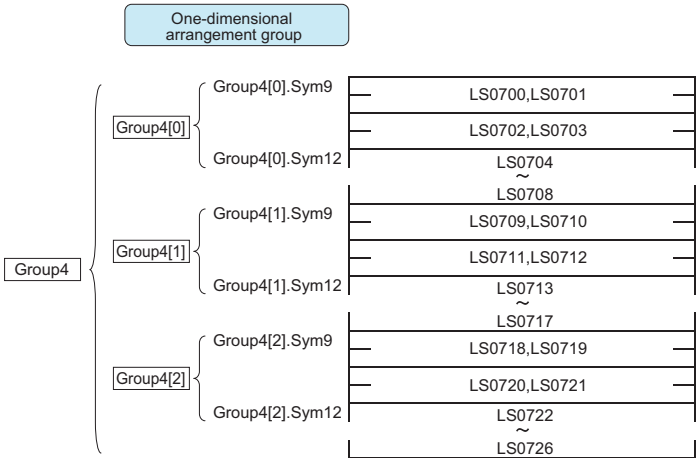 One-dimensional
arrangement group
Group4[0].Sym9
LS0700,LS0701
Group4[0]
LS0702,LS0703
Group4[0].Sym12
LS0704
~
LS0708
Group4[1].Sym9
LS0709,LS0710
Group4[1]
LS0711,LS0712
Group4
Group4[1].Sym12
LS0713
~
LS0717
Group4[2].Sym9
LS0718,LS0719
Group4[2]
LS0720,LS0721
Group4[2].Sym12
LS0722
~
LS0726